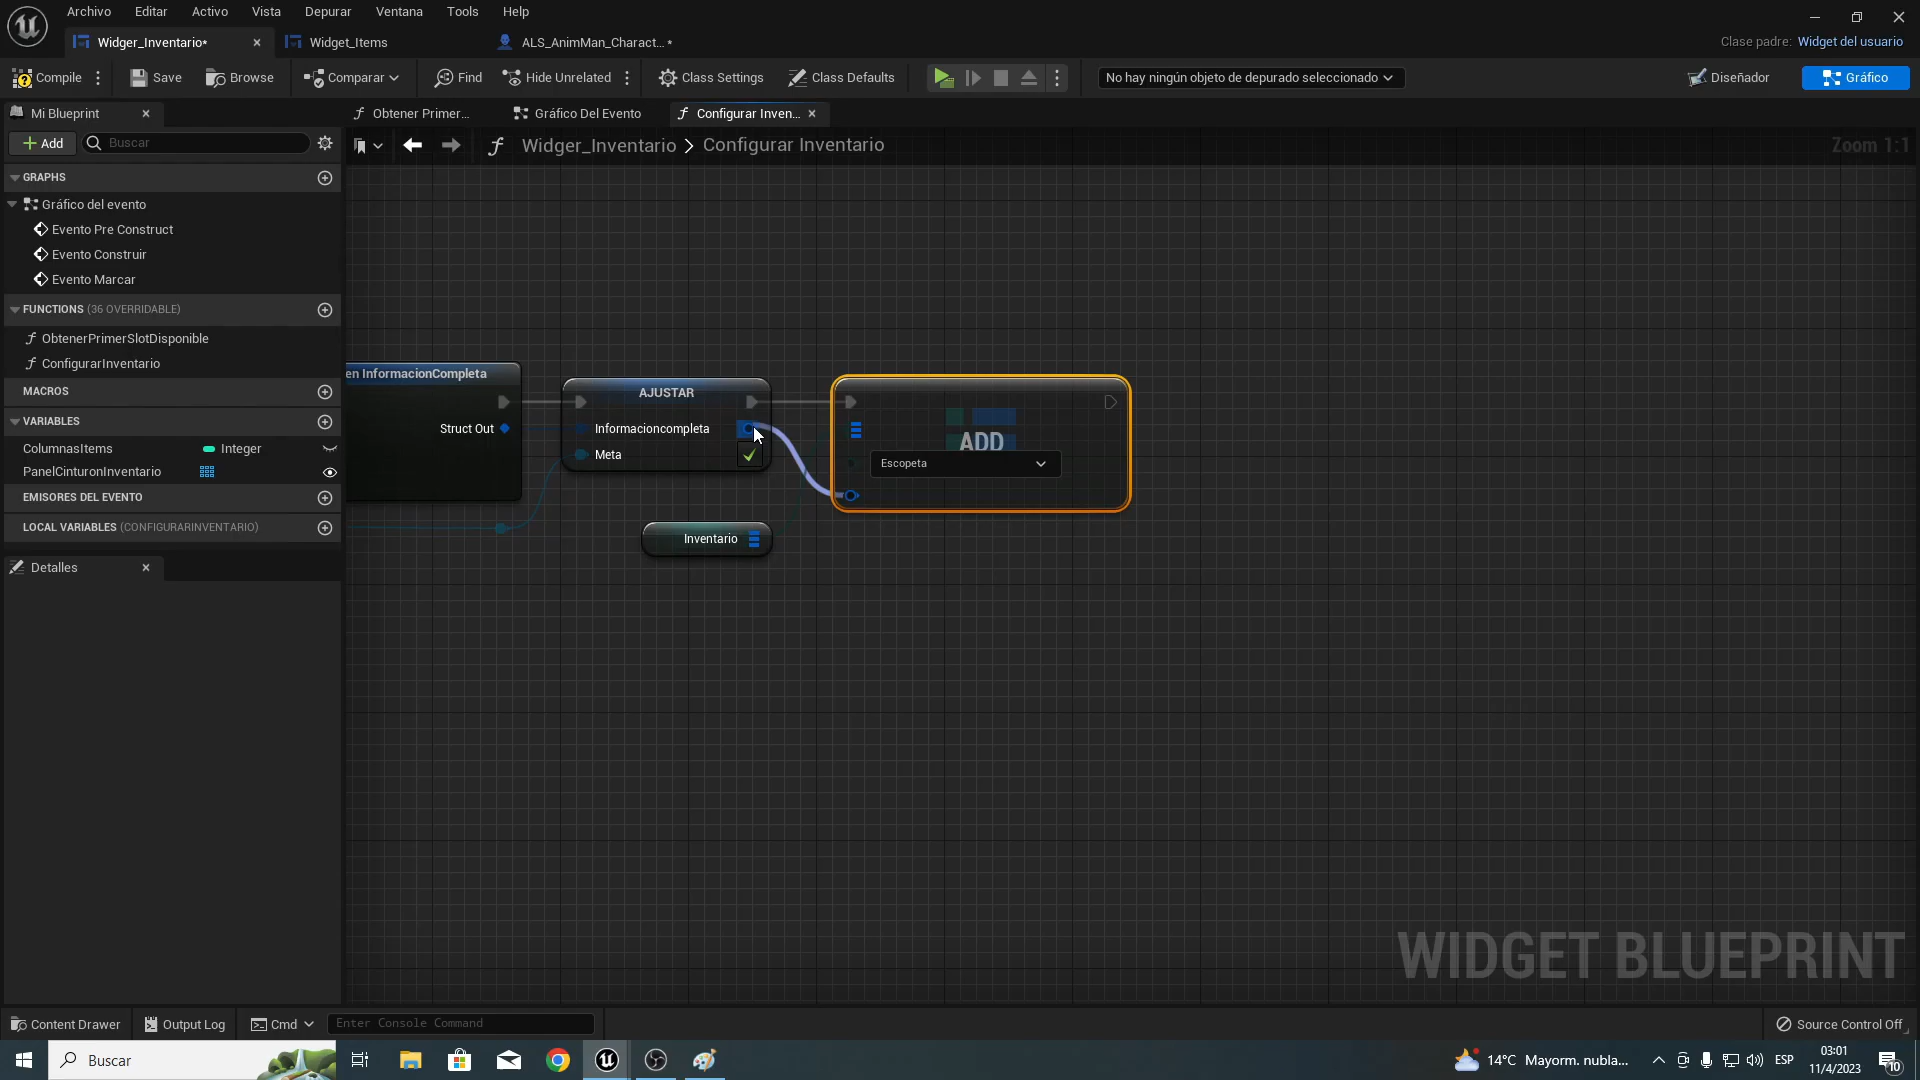 Archivo Editar Activo Vista Depurar Ventana Tools Help
Widger_Inventario* Widget_Items ALS_AnimMan_Charact... * Clase padre: Widget del usuario
Compile Save Browse Comparar Find Hide Unrelated Class Settings Class Defaults No hay ningún objeto de depurado seleccionado Diseñador Gráfico
Mi Blueprint Obtener Primer... Gráfico Del Evento Configurar Inven...
Add Buscar Widger_Inventario > Configurar Inventario Zoom 1:1
GRAPHS
Gráfico del evento
Evento Pre Construct
Evento Construir
Evento Marcar
FUNCTIONS (36 OVERRIDABLE)
ObtenerPrimerSlotDisponible
ConfigurarInventario
MACROS
VARIABLES
ColumnasItems Integer
PanelCinturonInventario
EMISORES DEL EVENTO
LOCAL VARIABLES (CONFIGURARINVENTARIO)
Detalles
en InformacionCompleta
Struct Out
AJUSTAR
Informacioncompleta
Meta
Inventario
ADD
Escopeta
WIDGET BLUEPRINT
Content Drawer Output Log Cmd Enter Console Command Source Control Off
Buscar 14°C Mayorm. nubla... ESP 03:01
11/4/2023 10